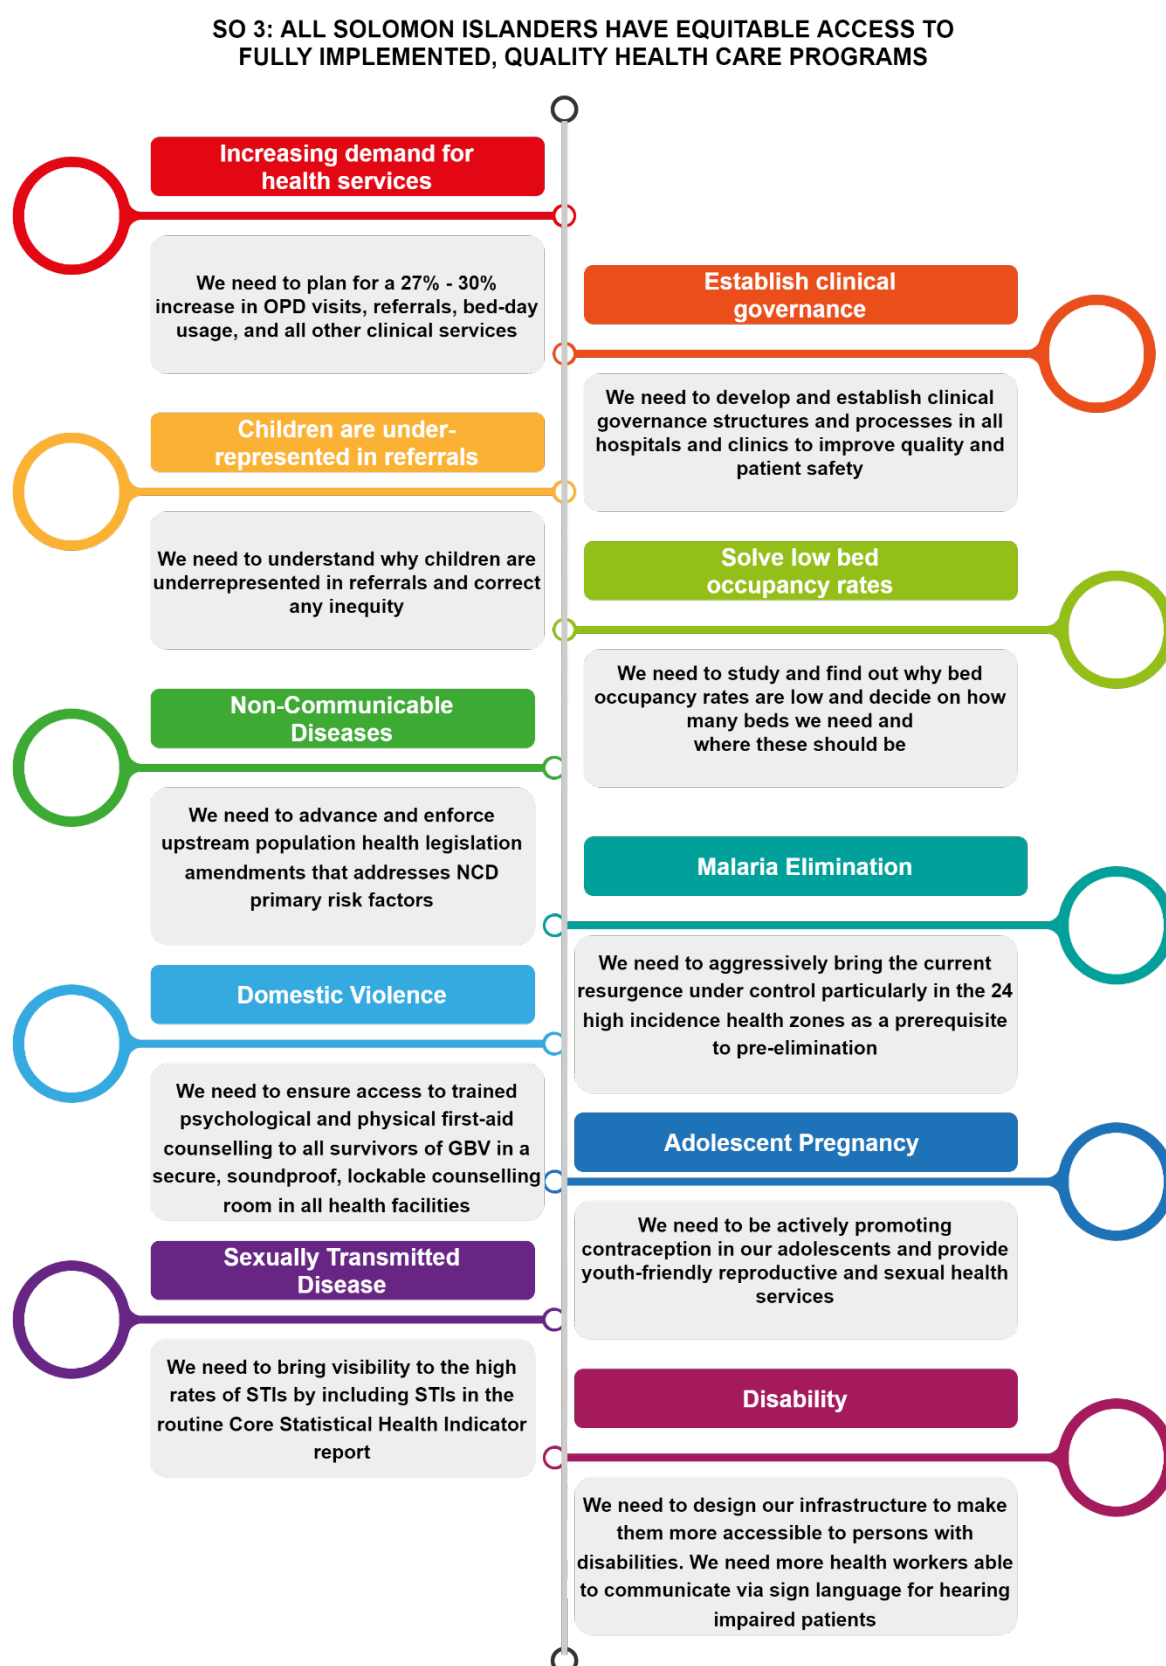 SO 3: ALL SOLOMON ISLANDERS HAVE EQUITABLE ACCESS TO
FULLY IMPLEMENTED, QUALITY HEALTH CARE PROGRAMS
Increasing demand for
health services
We need to plan for a 27% - 30%
increase in OPD visits, referrals, bed-day
usage, and all other clinical services
Establish clinical
governance
We need to develop and establish clinical
governance structures and processes in all
hospitals and clinics to improve quality and
patient safety
Children are under-
represented in referrals
We need to understand why children are
underrepresented in referrals and correct
any inequity
Solve low bed
occupancy rates
We need to study and find out why bed
occupancy rates are low and decide on how
many beds we need and
where these should be
Non-Communicable
Diseases
We need to advance and enforce
upstream population health legislation
amendments that addresses NCD
primary risk factors
Malaria Elimination
We need to aggressively bring the current
resurgence under control particularly in the 24
high incidence health zones as a prerequisite
to pre-elimination
Domestic Violence
We need to ensure access to trained
psychological and physical first-aid
counselling to all survivors of GBV in a
secure, soundproof, lockable counselling
room in all health facilities
Adolescent Pregnancy
We need to be actively promoting
contraception in our adolescents and provide
youth-friendly reproductive and sexual health
services
Sexually Transmitted
Disease
We need to bring visibility to the high
rates of STIs by including STIs in the
routine Core Statistical Health Indicator
report
Disability
We need to design our infrastructure to make
them more accessible to persons with
disabilities. We need more health workers able
to communicate via sign language for hearing
impaired patients